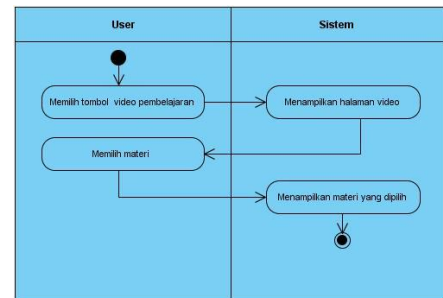 User
Sistem
Memilih tombol video pembelajaran
Menampilkan halaman video
Memilih materi
Menampilkan materi yang dipilih